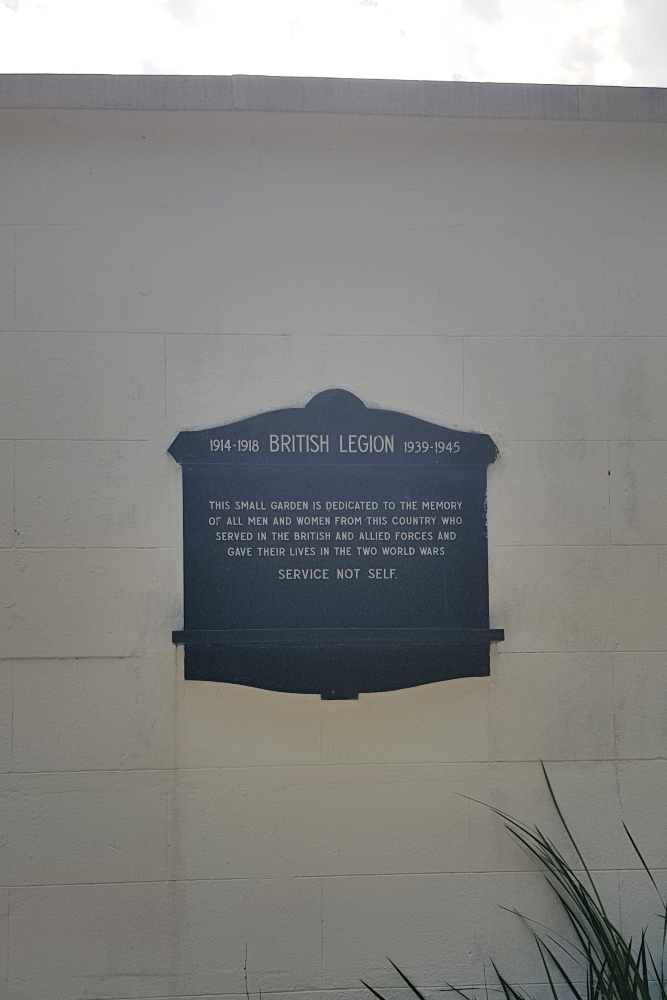 1914-1918 BRITISH LEGION 1939-1945
THIS SMALL GARDEN IS DEDICATED TO THE MEMORY
OF ALL MEN AND WOMEN FROM THIS COUNTRY WHO
SERVED IN THE BRITISH AND ALLIED FORCES AND
GAVE THEIR LIVES IN THE TWO WORLD WARS.
SERVICE NOT SELF.